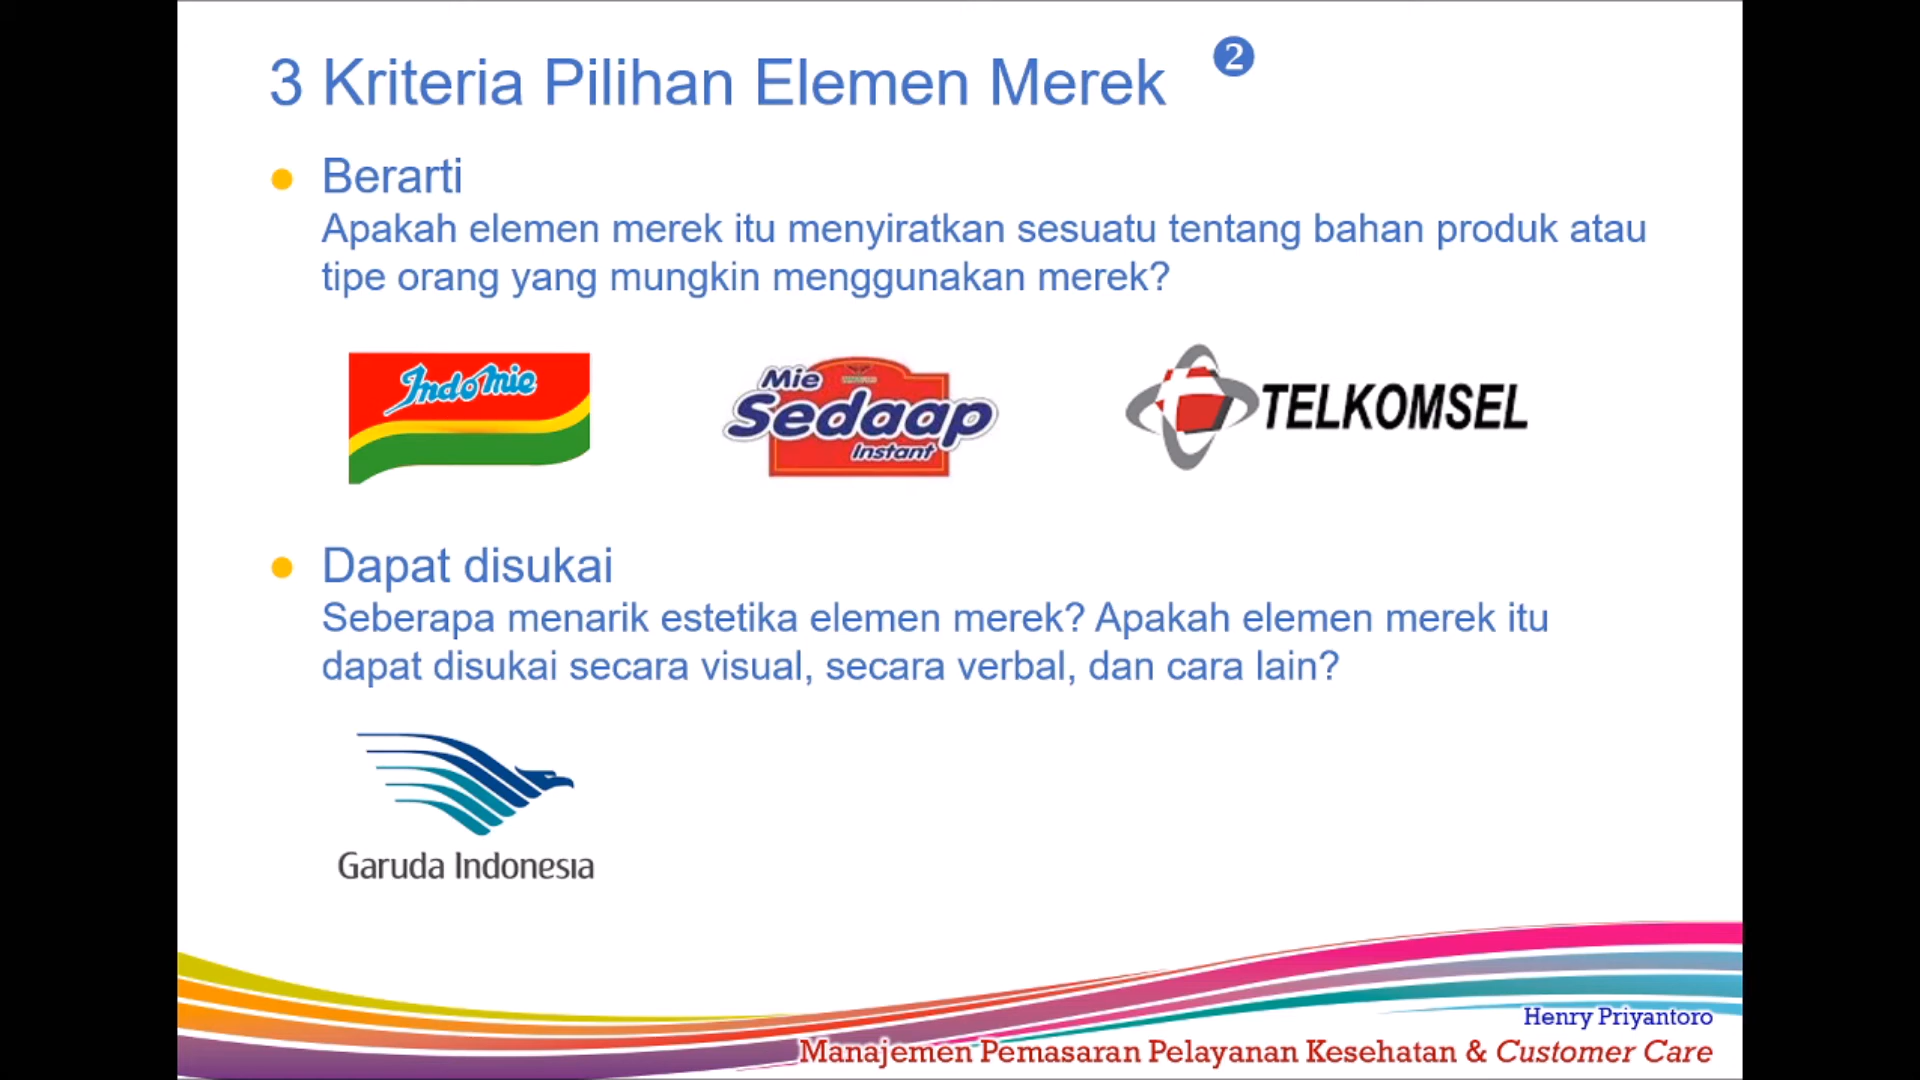 3 Kriteria Pilihan Elemen Merek 2
Berarti
Apakah elemen merek itu menyiratkan sesuatu tentang bahan produk atau
tipe orang yang mungkin menggunakan merek?
Indomie
Mie
Sedaap
Instant
TELKOMSEL
Dapat disukai
Seberapa menarik estetika elemen merek? Apakah elemen merek itu
dapat disukai secara visual, secara verbal, dan cara lain?
Garuda Indonesia
Henry Priyantoro
Manajemen Pemasaran Pelayanan Kesehatan & Customer Care